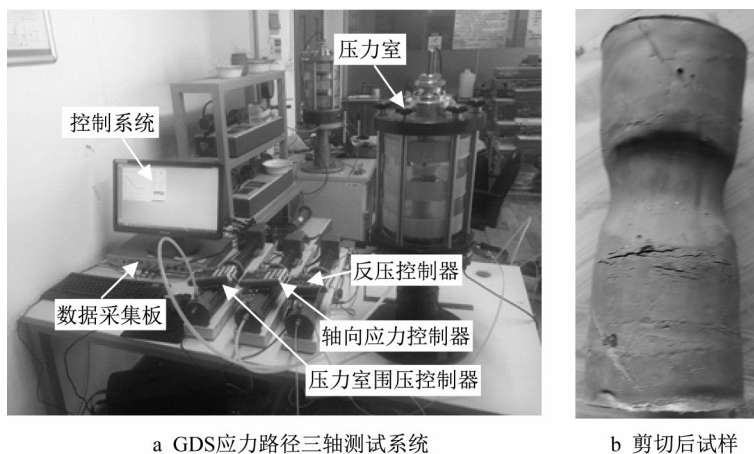 压力室
控制系统
反压控制器
数据采集板
轴向应力控制器
压力室围压控制器
a GDS应力路径三轴测试系统
b 剪切后试样